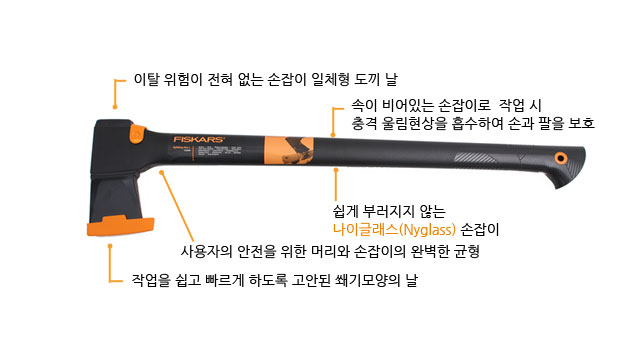 이탈 위험이 전혀 없는 손잡이 일체형 도끼 날
속이 비어있는 손잡이로 작업 시
충격 울림현상을 흡수하여 손과 팔을 보호
FISKARS
쉽게 부러지지 않는
나이글래스(Nyglass) 손잡이
사용자의 안전을 위한 머리와 손잡이의 완벽한 균형
작업을 쉽고 빠르게 하도록 고안된 쐐기모양의 날